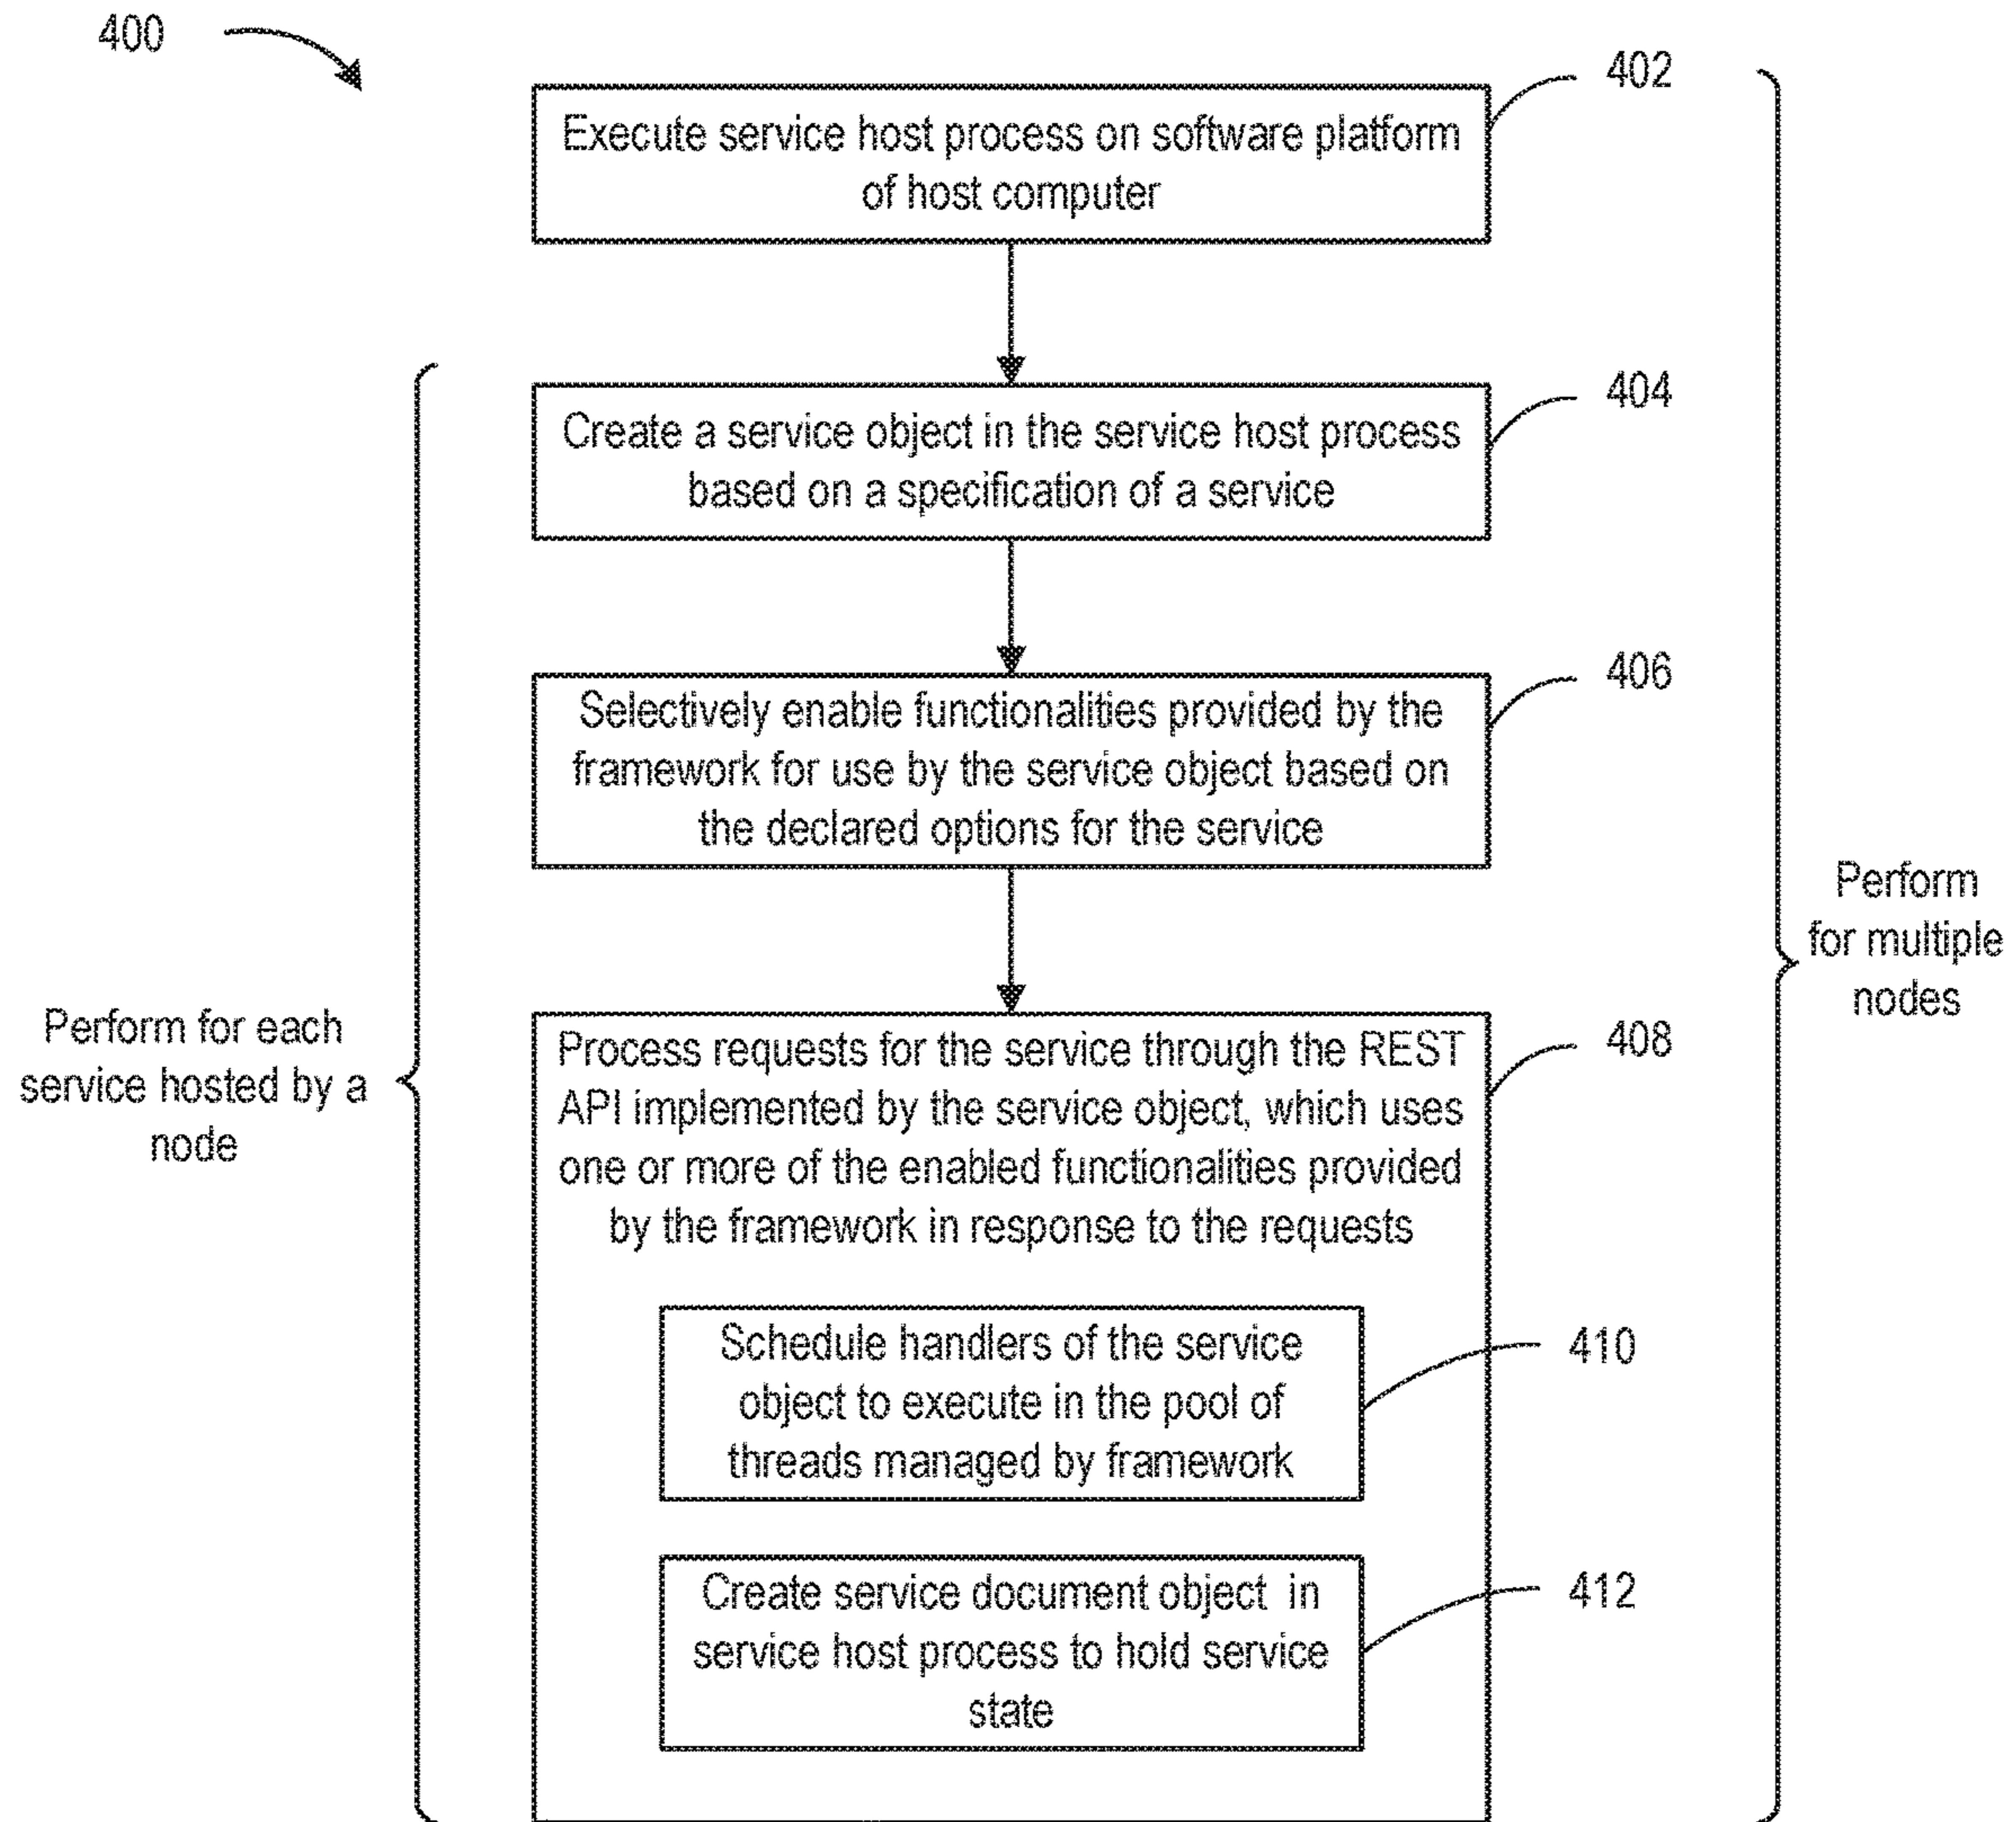 400
402
Execute service host process on software platform
of host computer
404
Create a service object in the service host process
based on a specification of a service
406
Selectively enable functionalities provided by the
framework for use by the service object based on
the declared options for the service
Perform
for multiple
nodes
Perform for each
service hosted by a
node
408
Process requests for the service through the REST
API implemented by the service object, which uses
one or more of the enabled functionalities provided
by the framework in response to the requests
410
Schedule handlers of the service
object to execute in the pool of
threads managed by framework
412
Create service document object in
service host process to hold service
state